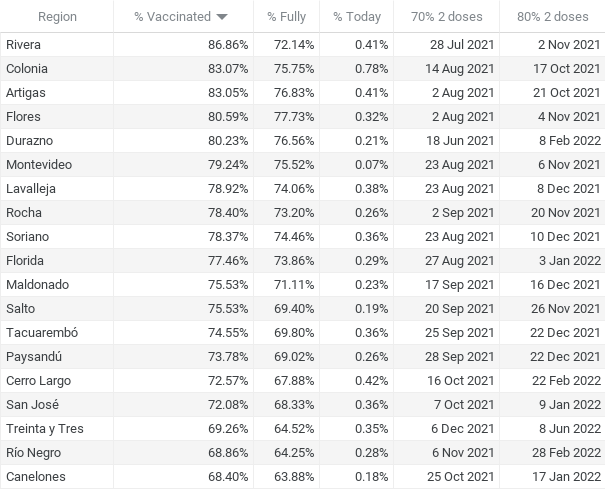 Region % Vaccinated % Fully % Today 70% 2 doses 80% 2 doses
Rivera 86.86% 72.14% 0.41% 28 Jul 2021 2 Nov 2021
Colonia 83.07% 75.75% 0.78% 14 Aug 2021 17 Oct 2021
Artigas 83.05% 76.83% 0.41% 2 Aug 2021 21 Oct 2021
Flores 80.59% 77.73% 0.32% 2 Aug 2021 4 Nov 2021
Durazno 80.23% 76.56% 0.21% 18 Jun 2021 8 Feb 2022
Montevideo 79.24% 75.52% 0.07% 23 Aug 2021 6 Nov 2021
Lavalleja 78.92% 74.06% 0.38% 23 Aug 2021 8 Dec 2021
Rocha 78.40% 73.20% 0.26% 2 Sep 2021 20 Nov 2021
Soriano 78.37% 74.46% 0.36% 23 Aug 2021 10 Dec 2021
Florida 77.46% 73.86% 0.29% 27 Aug 2021 3 Jan 2022
Maldonado 75.53% 71.11% 0.23% 17 Sep 2021 16 Dec 2021
Salto 75.53% 69.40% 0.19% 20 Sep 2021 26 Nov 2021
Tacuarembó 74.55% 69.80% 0.36% 25 Sep 2021 22 Dec 2021
Paysandú 73.78% 69.02% 0.26% 28 Sep 2021 22 Dec 2021
Cerro Largo 72.57% 67.88% 0.42% 16 Oct 2021 22 Feb 2022
San José 72.08% 68.33% 0.36% 7 Oct 2021 9 Jan 2022
Treinta y Tres 69.26% 64.52% 0.35% 6 Dec 2021 8 Jun 2022
Río Negro 68.86% 64.25% 0.28% 6 Nov 2021 28 Feb 2022
Canelones 68.40% 63.88% 0.18% 25 Oct 2021 17 Jan 2022